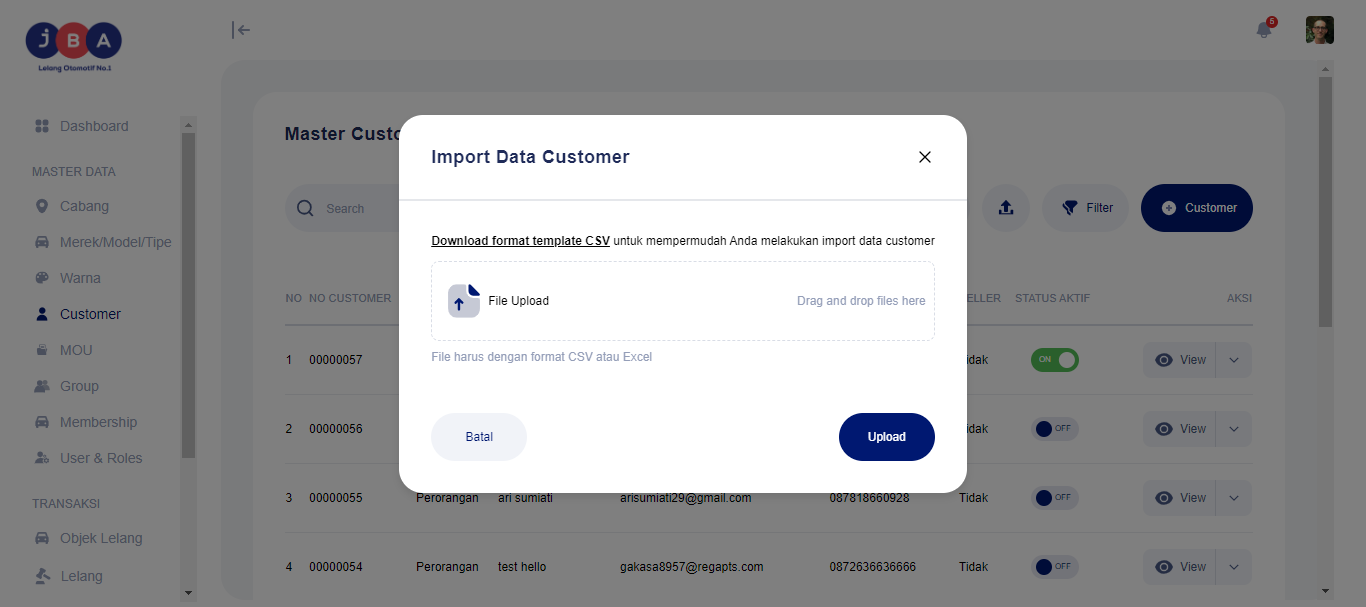 JBA
Lelang Otomotif No.1
6
Dashboard
MASTER DATA
Cabang
Merek/Model/Tipe
Warna
Customer
MOU
Group
Membership
User & Roles
TRANSAKSI
Objek Lelang
Lelang
Master Custo
Search
Filter
Customer
Import Data Customer
Download format template CSV untuk mempermudah Anda melakukan import data customer
File Upload
Drag and drop files here
File harus dengan format CSV atau Excel
Batal
Upload
NO NO CUSTOMER ELLER STATUS AKTIF AKSI
1 00000057 idak ON View
2 00000056 idak OFF View
3 00000055 Perorangan ari sumiati arisumiati29@gmail.com 087818660928 Tidak OFF View
4 00000054 Perorangan test hello gakasa8957@regapts.com 0872636636666 Tidak OFF View